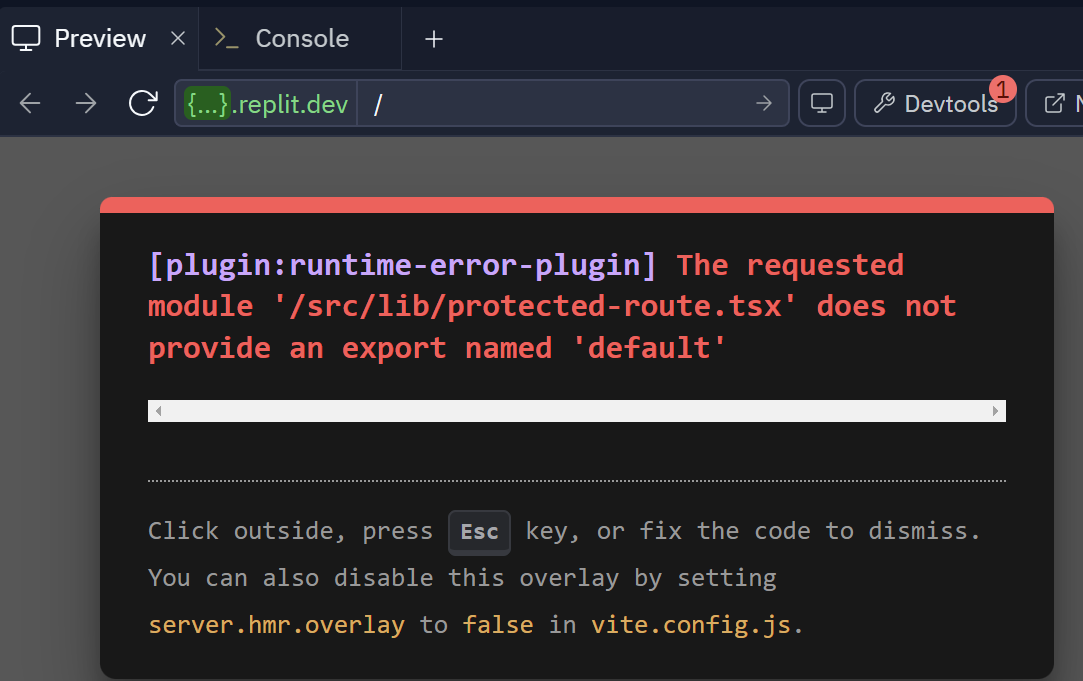 Preview
Console
{...}.replit.dev
/
Devtools
1
N
[plugin:runtime-error-plugin] The requested
module '/src/lib/protected-route.tsx' does not
provide an export named 'default'
Click outside, press Esc key, or fix the code to dismiss.
You can also disable this overlay by setting
server.hmr.overlay to false in vite.config.js.